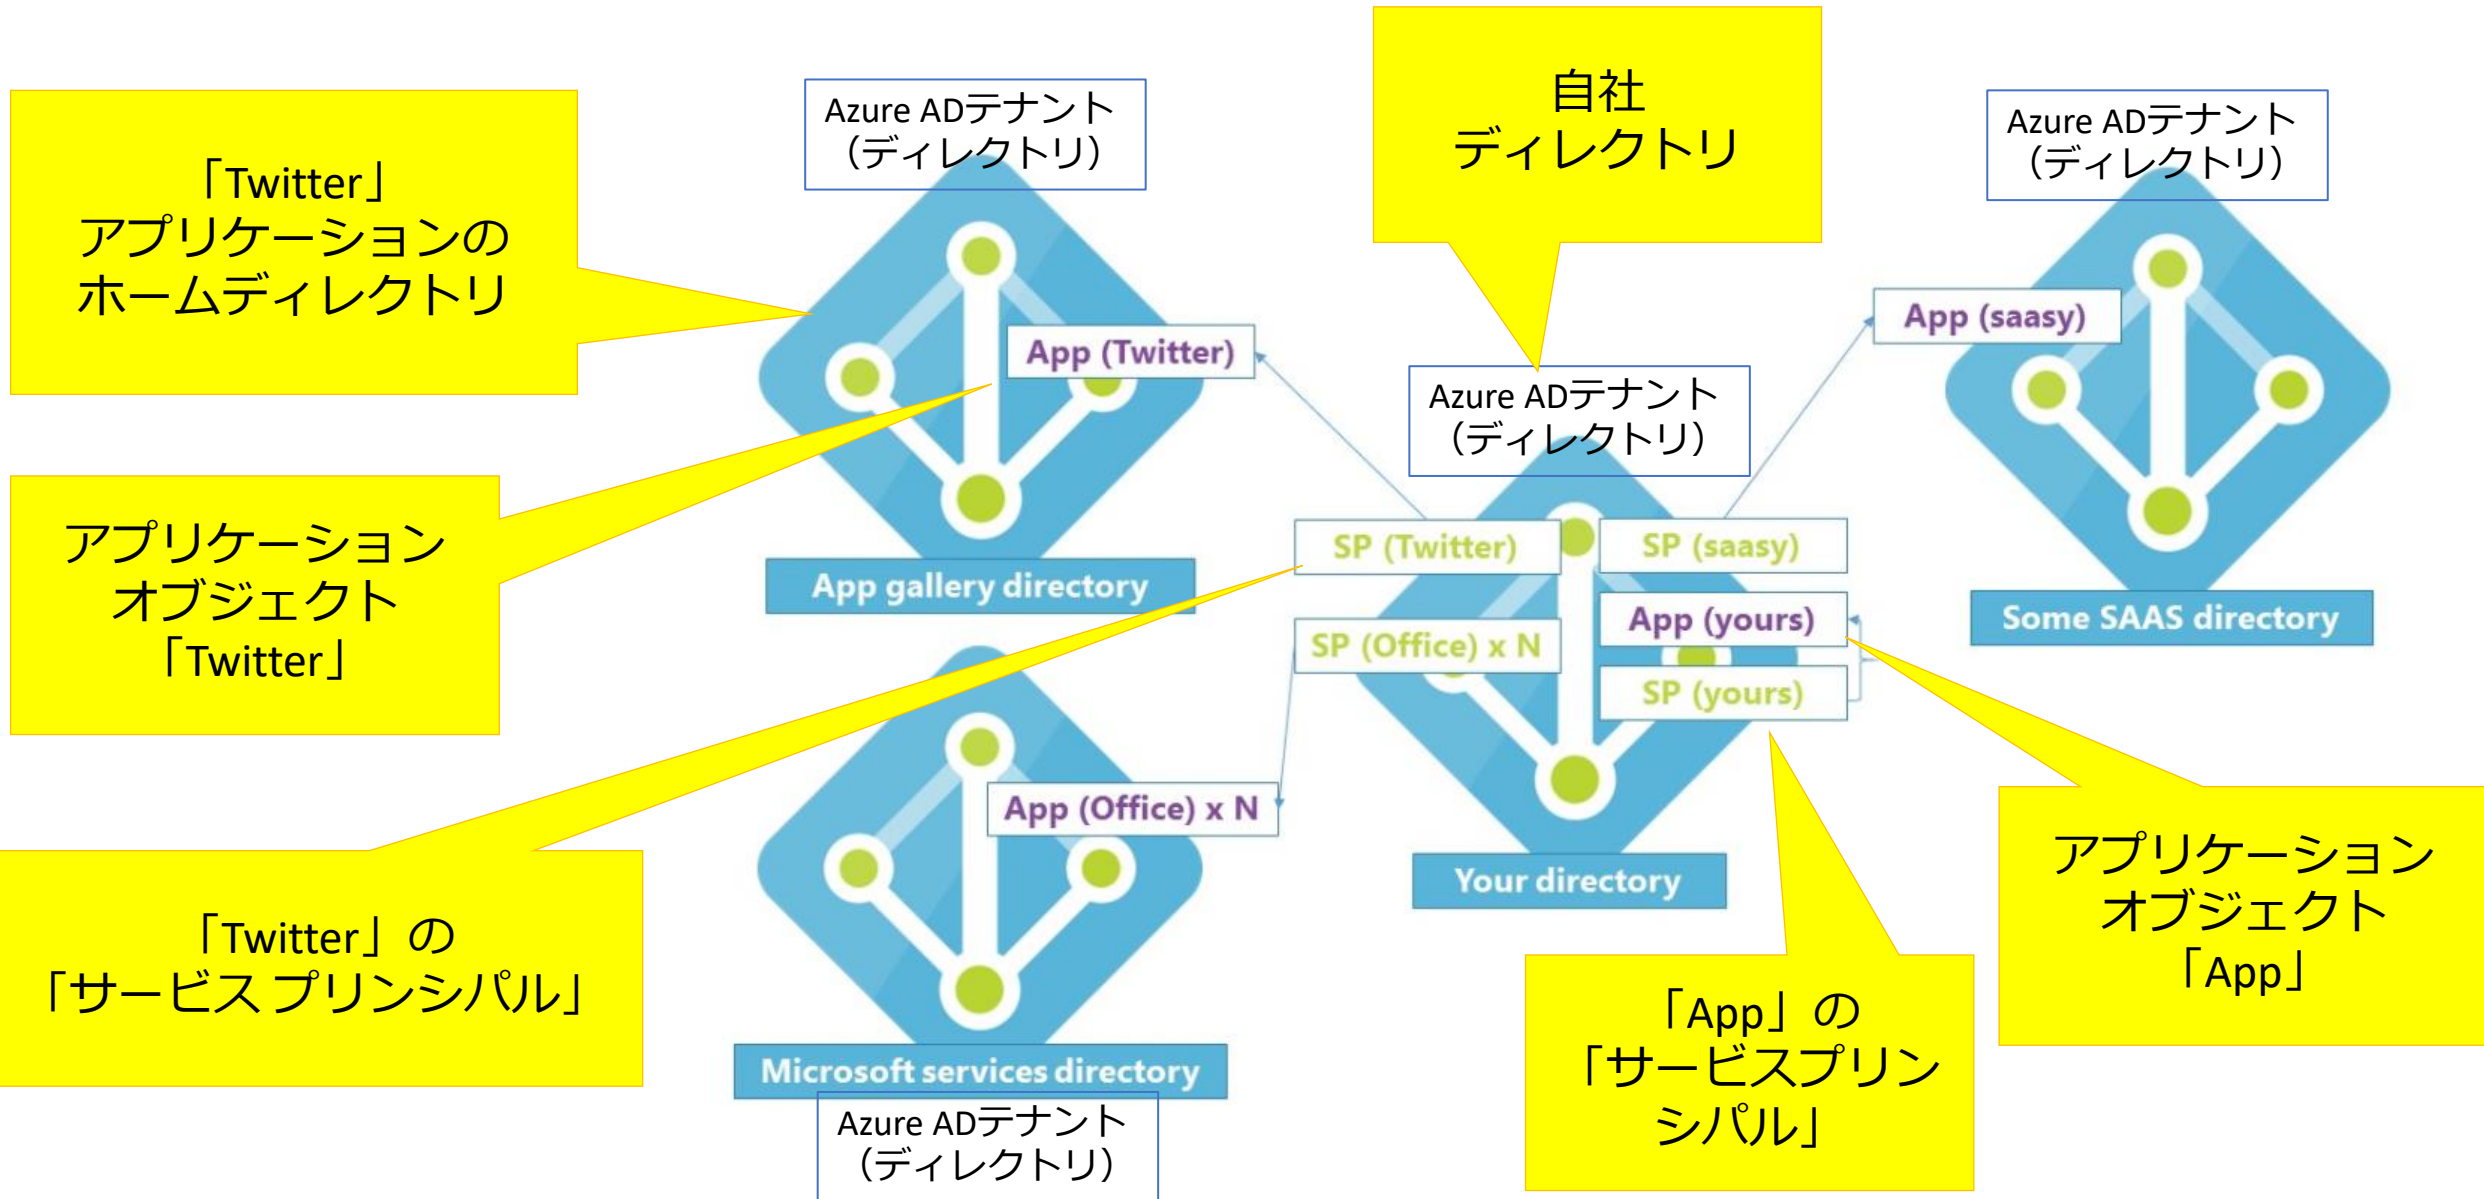 「Twitter」
アプリケーションの
ホームディレクトリ
Azure ADテナント
（ディレクトリ）
自社
ディレクトリ
Azure ADテナント
（ディレクトリ）
App (Twitter)
App (saasy)
Azure ADテナント
（ディレクトリ）
アプリケーション
オブジェクト
「Twitter」
App gallery directory
SP (Twitter)
SP (saasy)
SP (Office) x N
App (yours)
SP (yours)
Some SAAS directory
App (Office) x N
Your directory
「Twitter」の
「サービス プリンシパル」
Microsoft services directory
Azure ADテナント
（ディレクトリ）
「App」の
「サービスプリン
シパル」
アプリケーション
オブジェクト
「App」